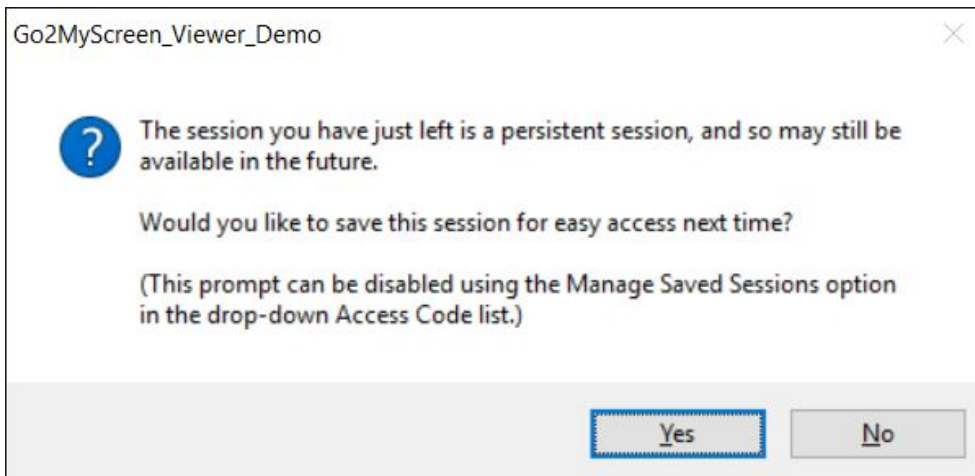 Go2MyScreen_Viewer_Demo
?
The session you have just left is a persistent session, and so may still be
available in the future.
Would you like to save this session for easy access next time?
(This prompt can be disabled using the Manage Saved Sessions option
in the drop-down Access Code list.)
Yes
No